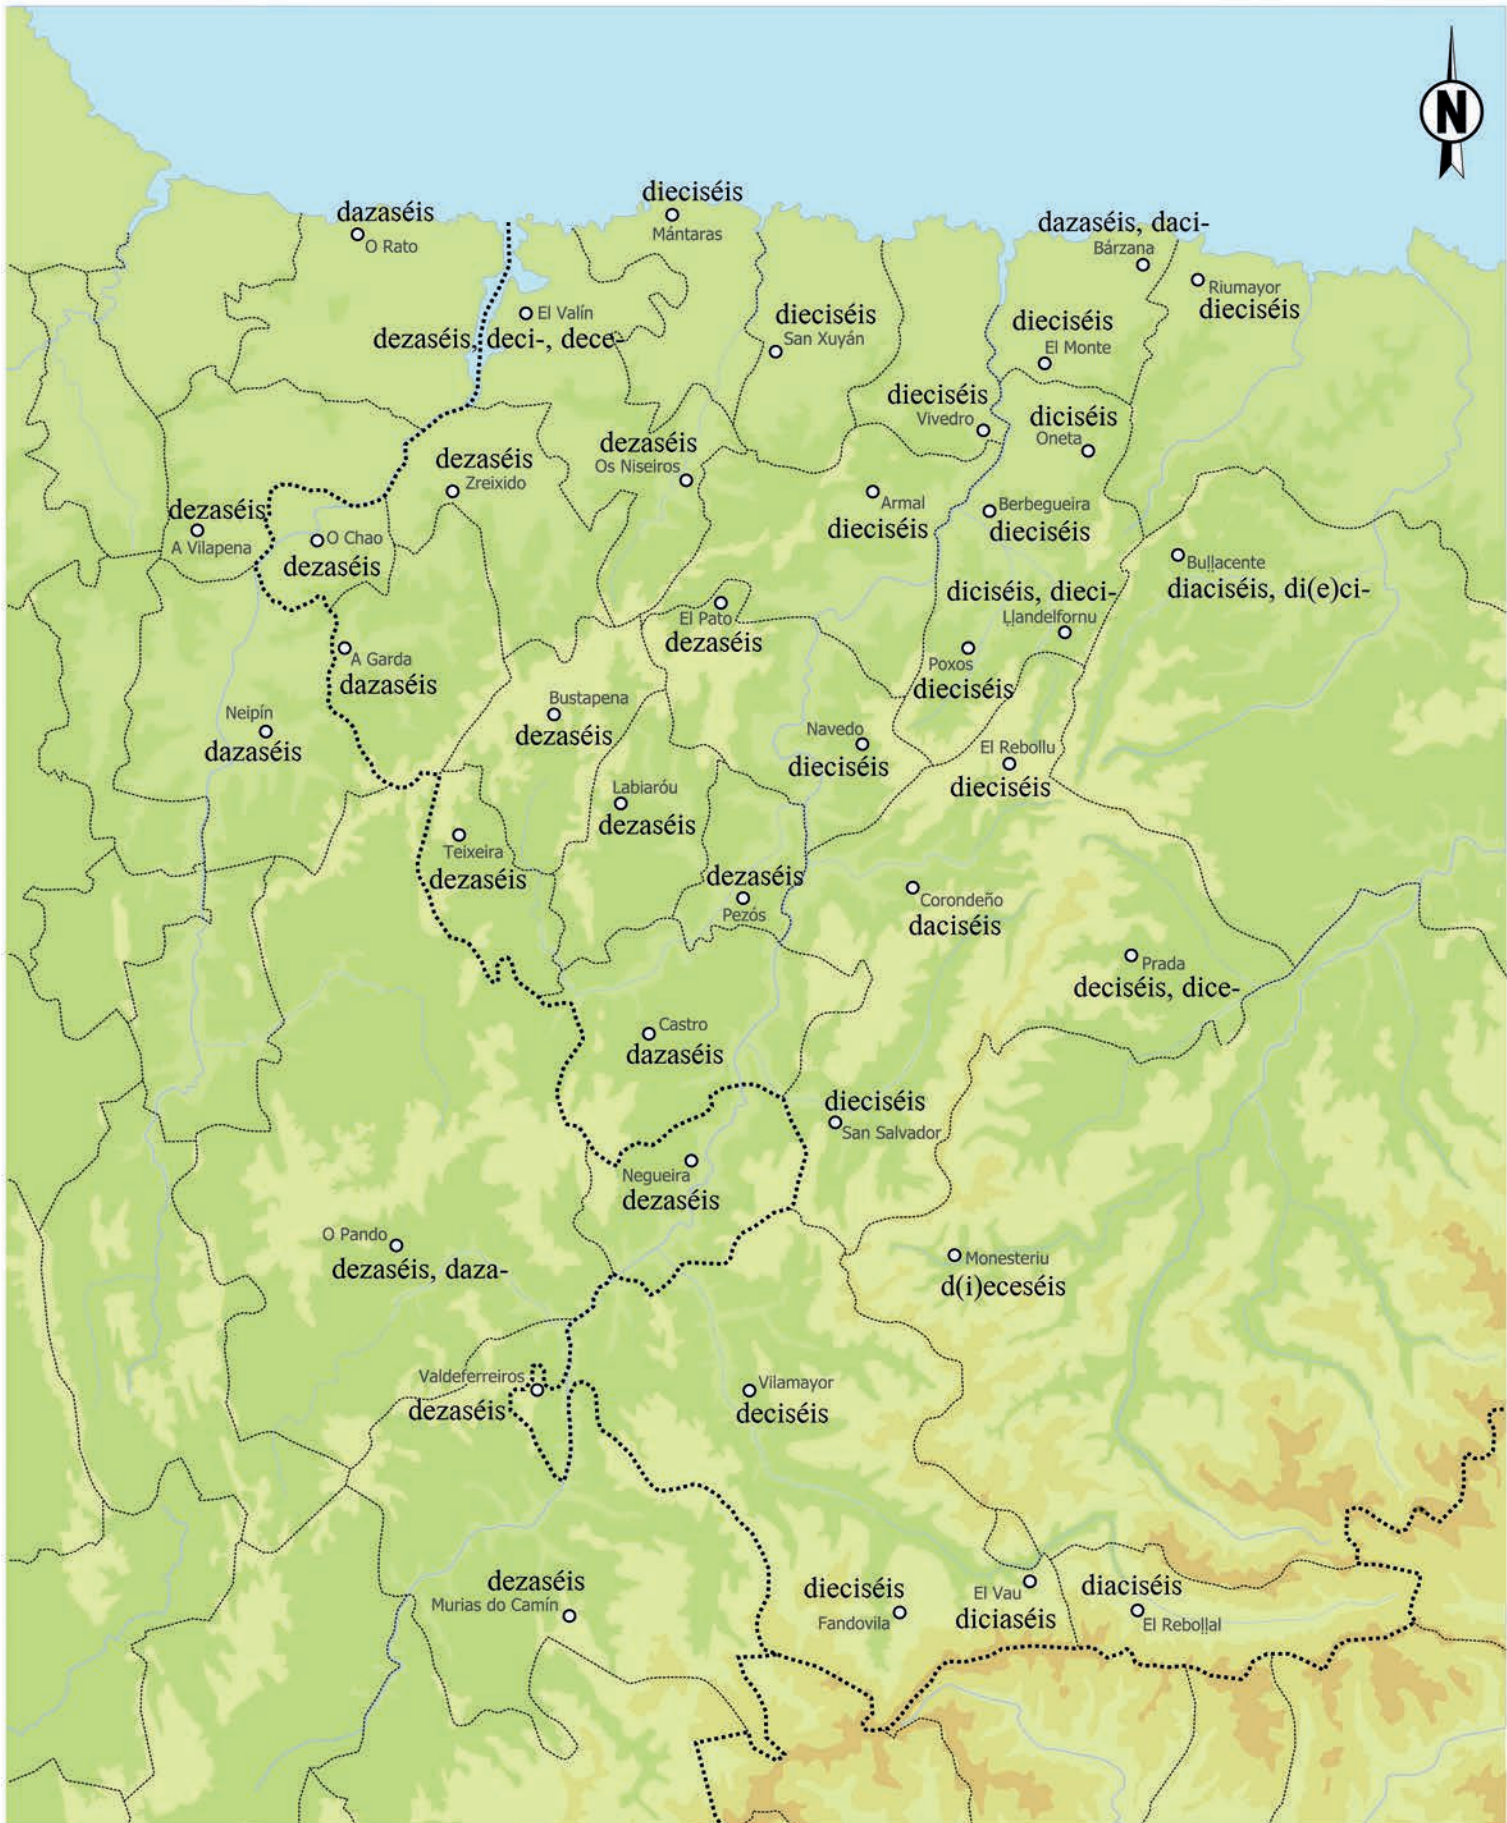 N
dieciséis
Mántaras
dazaséis
O Rato
dazaséis, daci-
Bárzana
Riumayor
dieciséis
El Valín
dezaséis, deci-, dece-
dieciséis
San Xuyán
dieciséis
El Monte
dieciséis
Vivedro
diciséis
Oneta
dezaséis
Os Niseiros
dezaséis
Zreixido
dezaséis
A Vilapena
O Chao
dezaséis
Armal
dieciséis
Berbegueira
dieciséis
Buḷḷacente
diaciséis, di(e)ci-
diciséis, dieci-
Ḷḷandelfornu
El Pato
dezaséis
A Garda
dazaséis
Poxos
dieciséis
Bustapena
dezaséis
Neipín
dazaséis
Navedo
dieciséis
El Rebollu
dieciséis
Labiaróu
dezaséis
Teixeira
dezaséis
dezaséis
Pezós
Corondeño
daciséis
Prada
deciséis, dice-
Castro
dazaséis
dieciséis
San Salvador
Negueira
dezaséis
O Pando
dezaséis, daza-
Monesteriu
d(i)eceséis
Valdeferreiros
dezaséis
Vilamayor
deciséis
dezaséis
Murias do Camín
dieciséis
Fandovila
El Vau
diciaséis
diaciséis
El Reboḷḷal